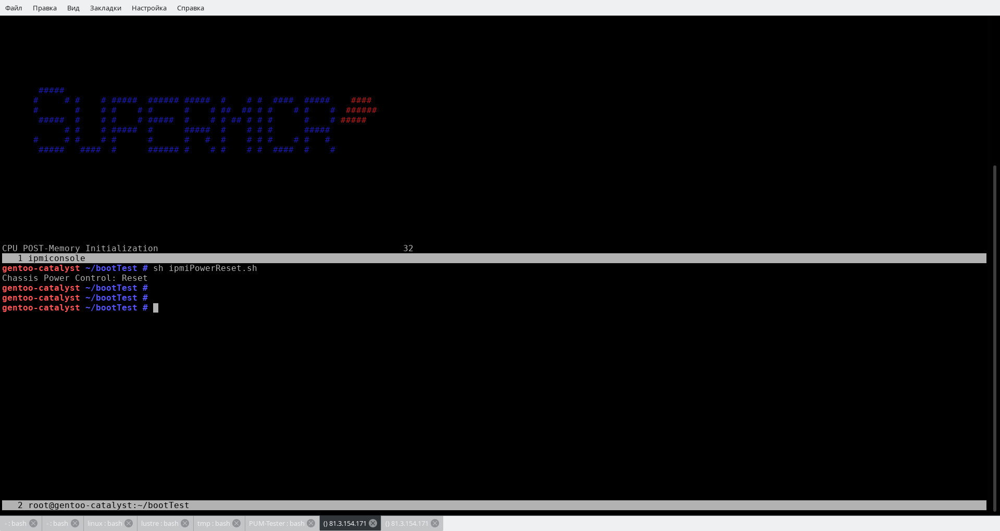 Файл Правка Вид Закладки Настройка Справка
 #####
#     # #    # #####  ###### #####  #    # #  ####  #####    ####
#       #    # #    # #      #    # ##  ## # #    # #    #  ######
 #####  #    # #    # #####  #    # # ## # # #      #    # #####
      # #    # #####  #      #####  #    # # #      #####
#     # #    # #      #      #   #  #    # # #    # #   #
 #####   ####  #      ###### #    # #    # #  ####  #    #
CPU POST-Memory Initialization 32
1 ipmiconsole
gentoo-catalyst ~/bootTest # sh ipmiPowerReset.sh
Chassis Power Control: Reset
gentoo-catalyst ~/bootTest #
gentoo-catalyst ~/bootTest #
gentoo-catalyst ~/bootTest #
2 root@gentoo-catalyst:~/bootTest
- : bash - : bash linux : bash lustre : bash tmp : bash PUM-Tester : bash () 81.3.154.171 () 81.3.154.171